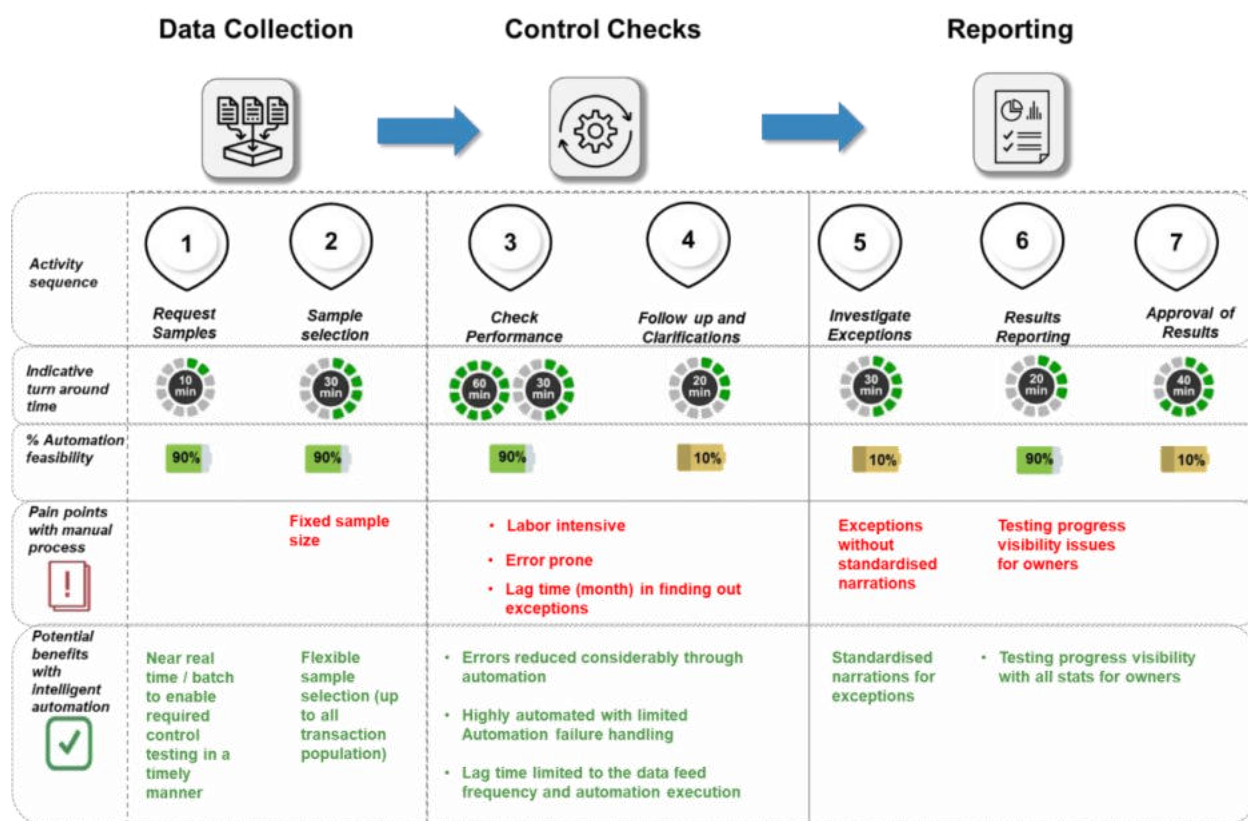 Data Collection
Control Checks
Reporting
Activity
sequence
1
2
3
4
5
6
7
Request
Samples
Sample
selection
Check
Performance
Follow up and
Clarifications
Investigate
Exceptions
Results
Reporting
Approval of
Results
Indicative
turn around
time
10
min
30
min
60
min
30
min
20
min
30
min
20
min
40
min
% Automation
feasibility
90%
90%
90%
10%
10%
90%
10%
Pain points
with manual
process
!
Fixed sample
size
• Labor intensive
• Error prone
• Lag time (month) in finding out
exceptions
Exceptions
without
standardised
narrations
Testing progress
visibility issues
for owners
Potential
benefits with
intelligent
automation
Near real
time / batch
to enable
required
control
testing in a
timely
manner
Flexible
sample
selection (up
to all
transaction
population)
• Errors reduced considerably through
automation
• Highly automated with limited
Automation failure handling
• Lag time limited to the data feed
frequency and automation execution
Standardised
narrations for
exceptions
• Testing progress visibility
with all stats for owners